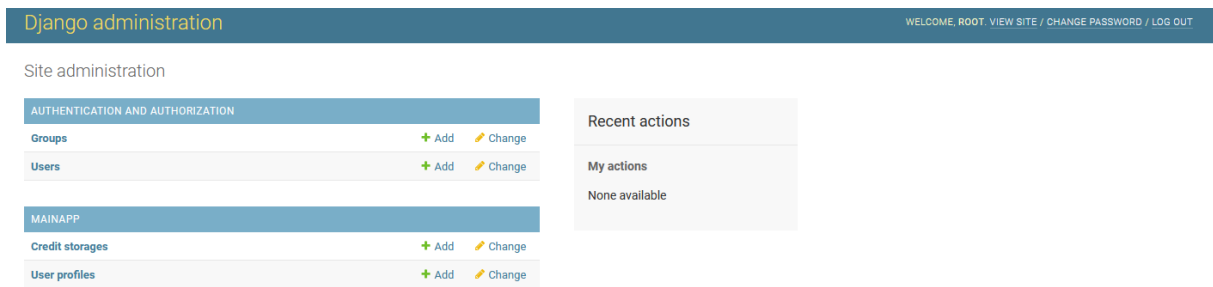 Django administration
WELCOME, ROOT. VIEW SITE / CHANGE PASSWORD / LOG OUT
Site administration
AUTHENTICATION AND AUTHORIZATION
Groups Add Change
Users Add Change
MAINAPP
Credit storages Add Change
User profiles Add Change
Recent actions
My actions
None available